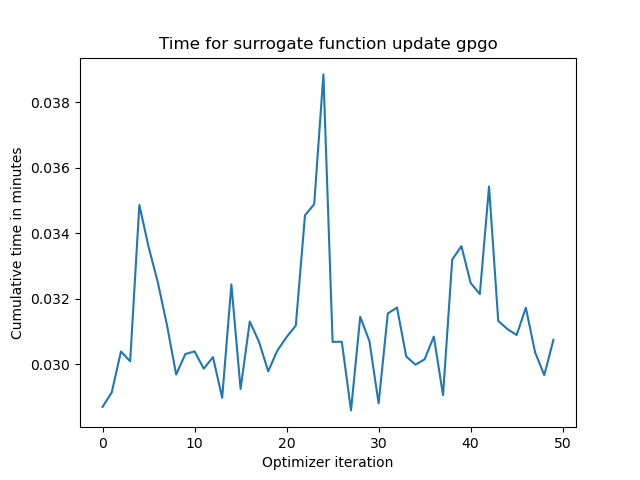 Time for surrogate function update gpgo
Cumulative time in minutes
0.038
0.036
0.034
0.032
0.030
0 10 20 30 40 50
Optimizer iteration